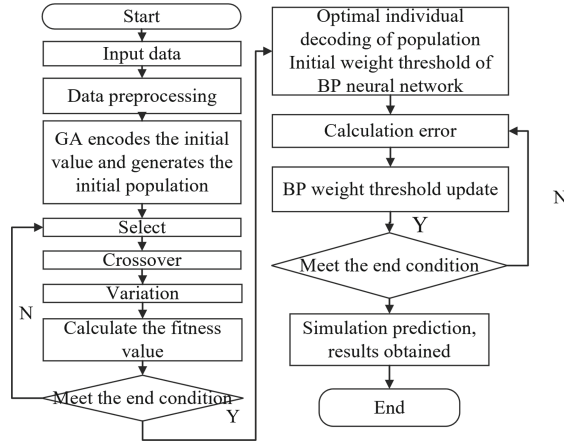 Start
Input data
Data preprocessing
GA encodes the initial
value and generates the
initial population
Select
Crossover
Variation
N
Calculate the fitness
value
Meet the end condition
Y
Optimal individual
decoding of population
Initial weight threshold of
BP neural network
Calculation error
BP weight threshold update
N
Y
Meet the end condition
Simulation prediction,
results obtained
End